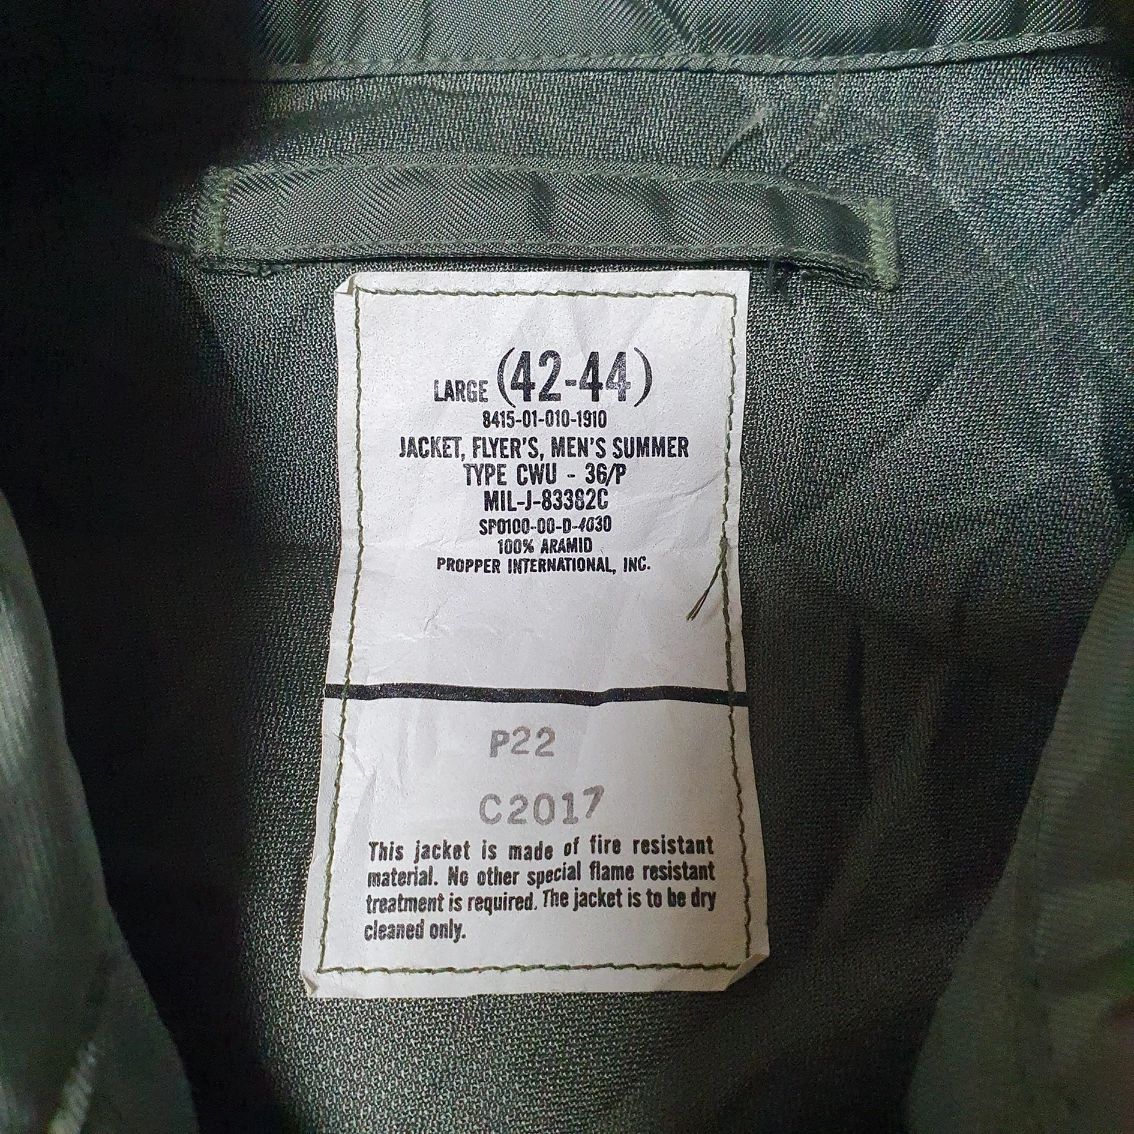 LARGE (42-44)
8415-01-010-1910
JACKET, FLYER'S, MEN'S SUMMER
TYPE CWU - 36/P
MIL-J-83382C
SP0100-00-D-4030
100% ARAMID
PROPPER INTERNATIONAL, INC.
P22
C2017
This jacket is made of fire resistant
material. No other special flame resistant
treatment is required. The jacket is to be dry
cleaned only.